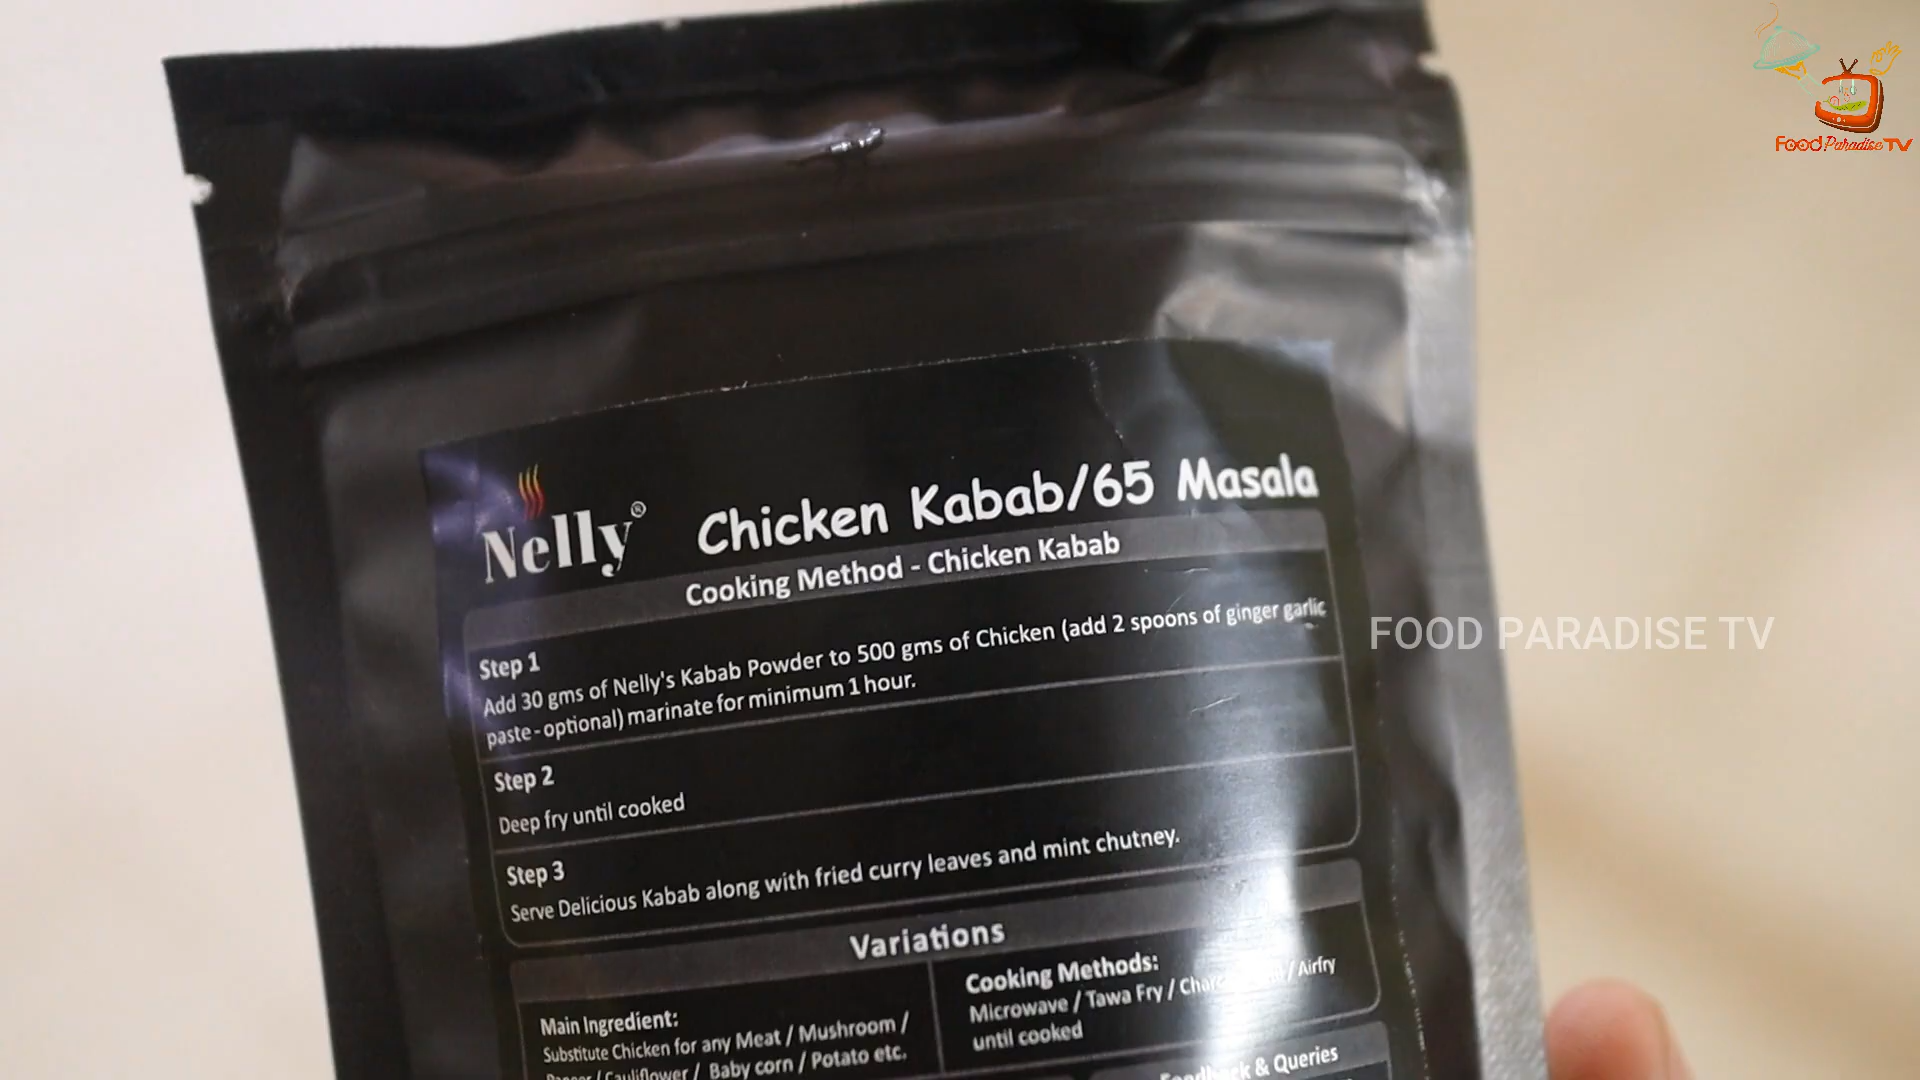 Food Paradise TV
Nelly®
Chicken Kabab/65 Masala
Cooking Method - Chicken Kabab
Step 1
Add 30 gms of Nelly's Kabab Powder to 500 gms of Chicken (add 2 spoons of ginger garlic
paste-optional) marinate for minimum 1 hour.
FOOD PARADISE TV
Step 2
Deep fry until cooked
Step 3
Serve Delicious Kabab along with fried curry leaves and mint chutney.
Variations
Main Ingredient:
Substitute Chicken for any Meat / Mushroom /
/ Cauliflower / Baby corn / Potato etc.
Cooking Methods:
Microwave / Tawa Fry / / Airfry
until cooked
& Queries